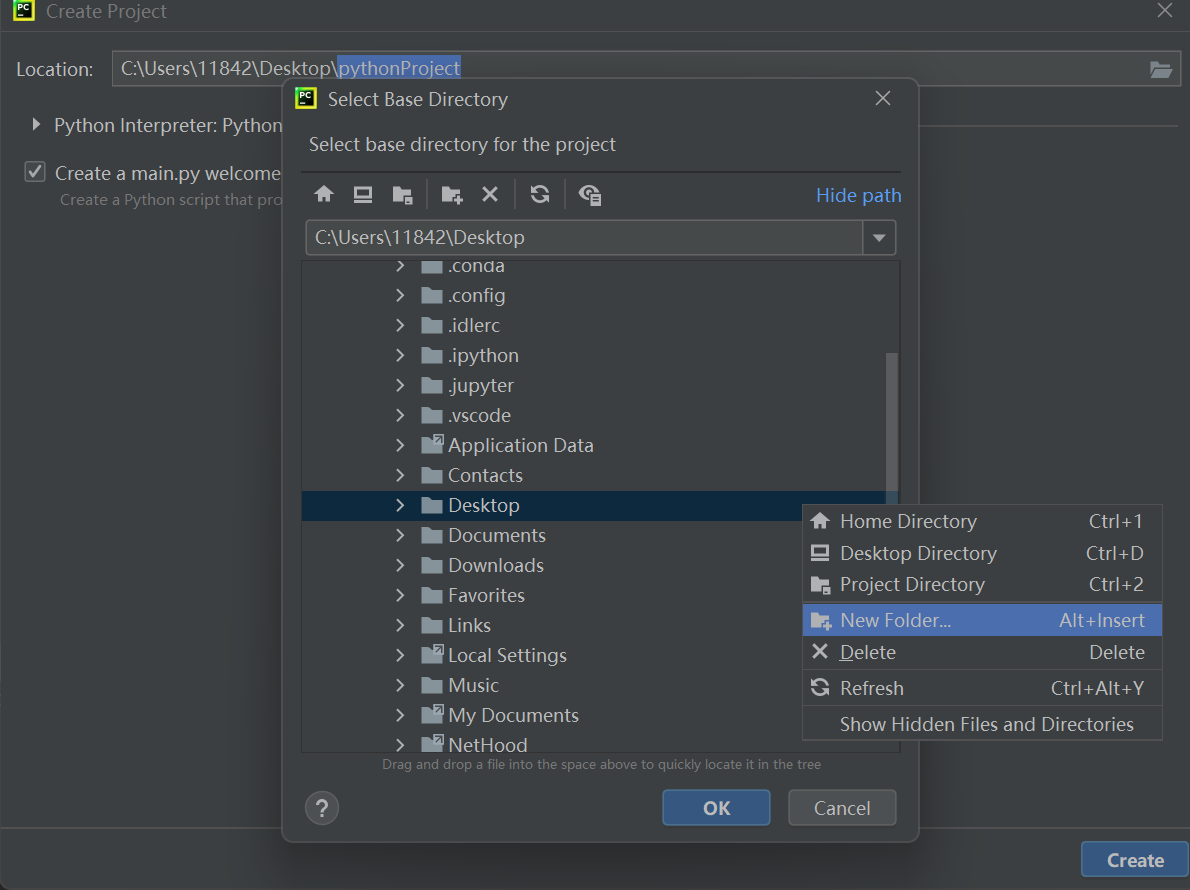 PC Create Project
Location: C:\Users\11842\Desktop\pythonProject
PC Select Base Directory
Python Interpreter: Python
Select base directory for the project
Create a main.py welcome
Create a Python script that pro
Hide path
C:\Users\11842\Desktop
.conda
.config
.idlerc
.ipython
.jupyter
.vscode
Application Data
Contacts
Desktop
Documents
Downloads
Favorites
Links
Local Settings
Music
My Documents
NetHood
Home Directory Ctrl+1
Desktop Directory Ctrl+D
Project Directory Ctrl+2
New Folder... Alt+Insert
Delete Delete
Refresh Ctrl+Alt+Y
Show Hidden Files and Directories
Drag and drop a file into the space above to quickly locate it in the tree
? OK Cancel
Create